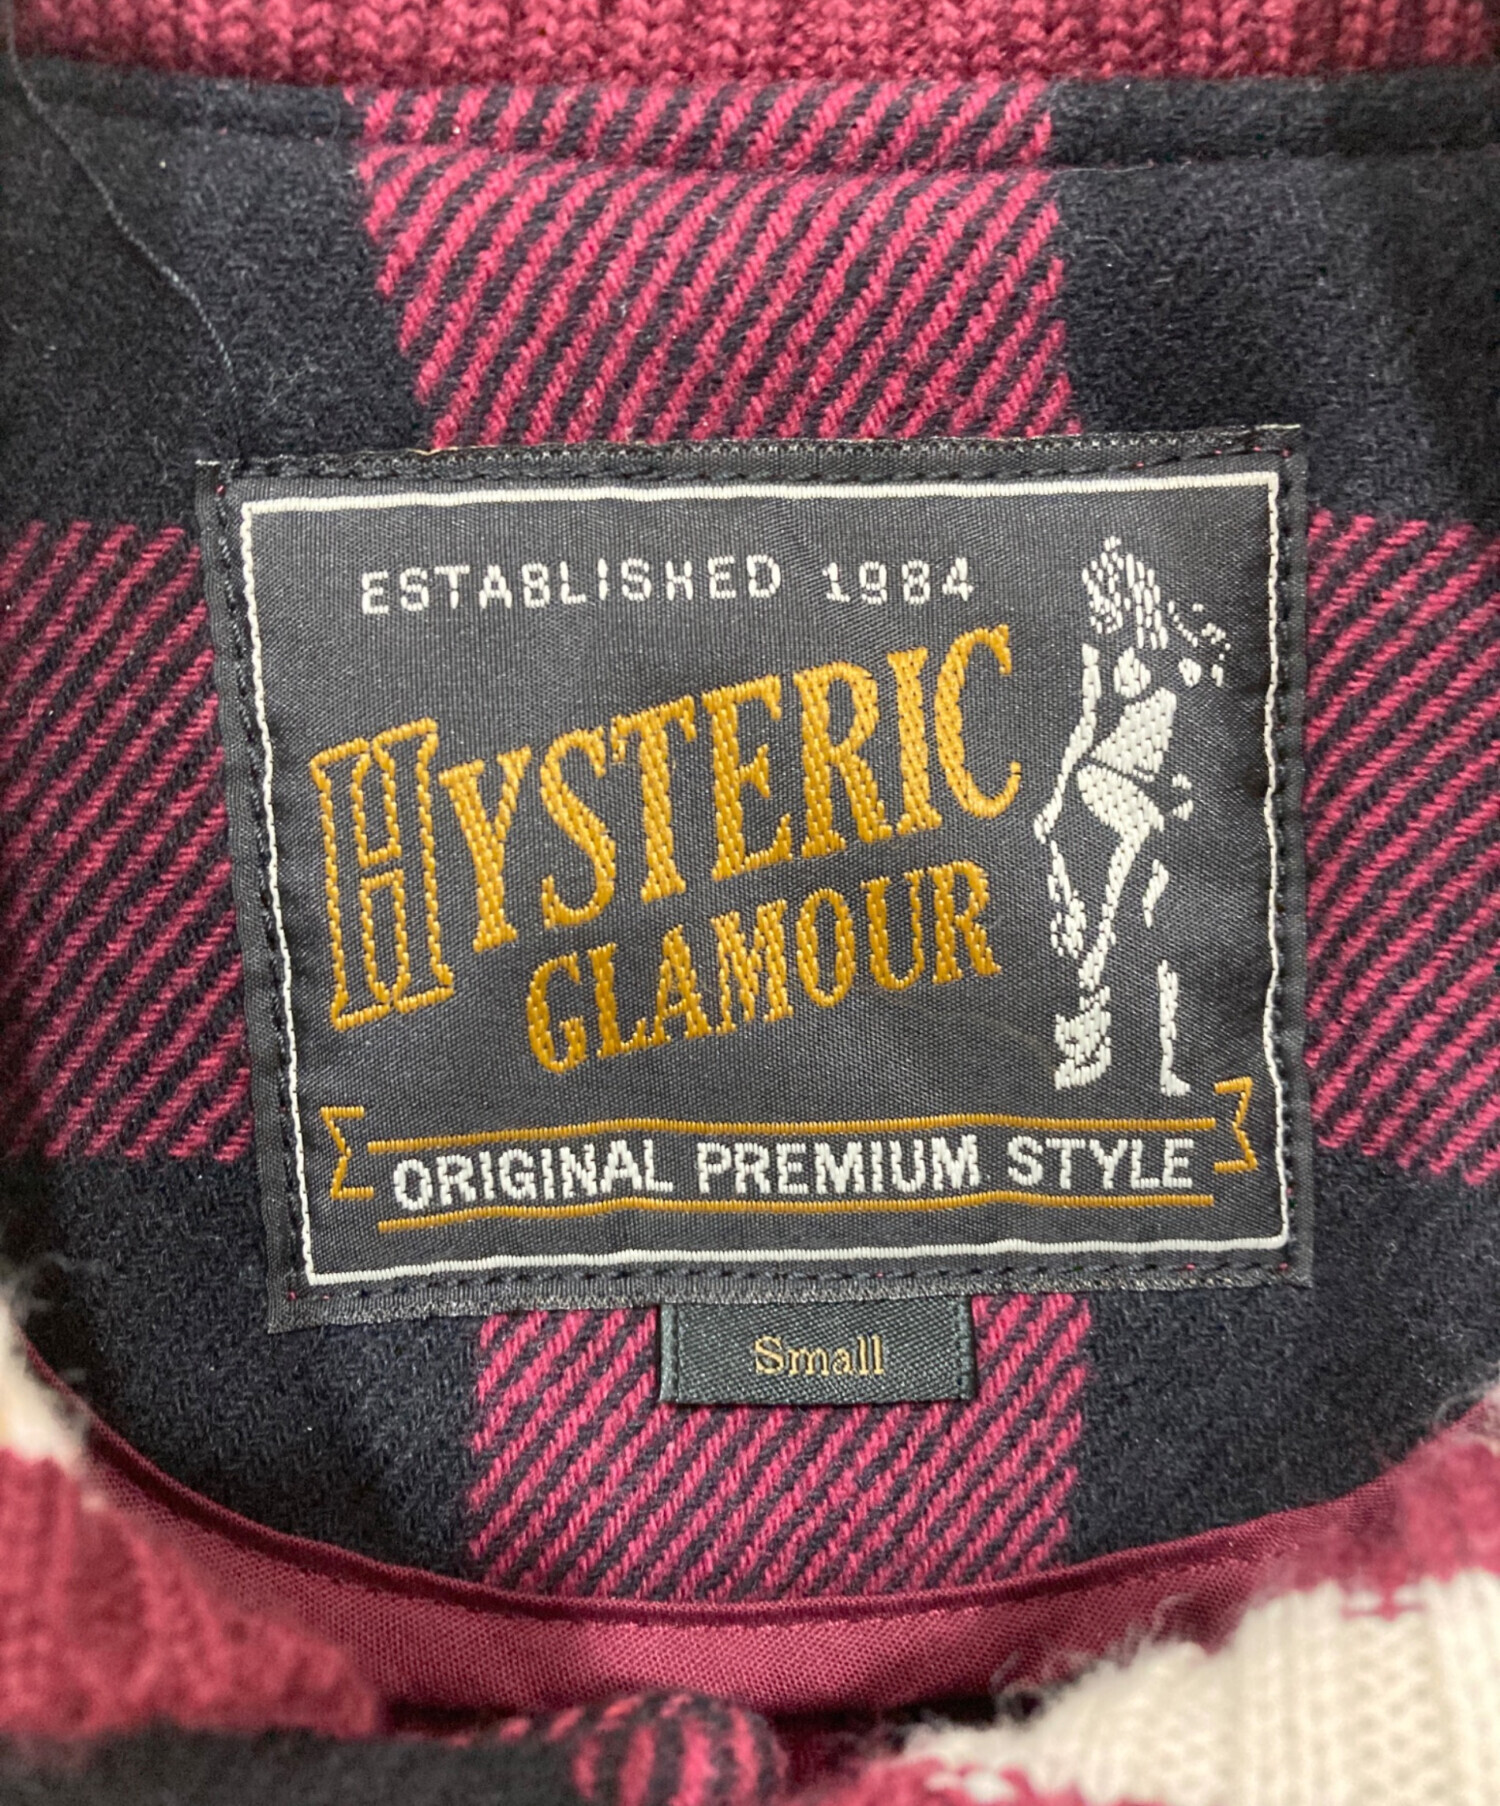 ESTABLISHED 1984
HYSTERIC
GLAMOUR
ORIGINAL PREMIUM STYLE
Small